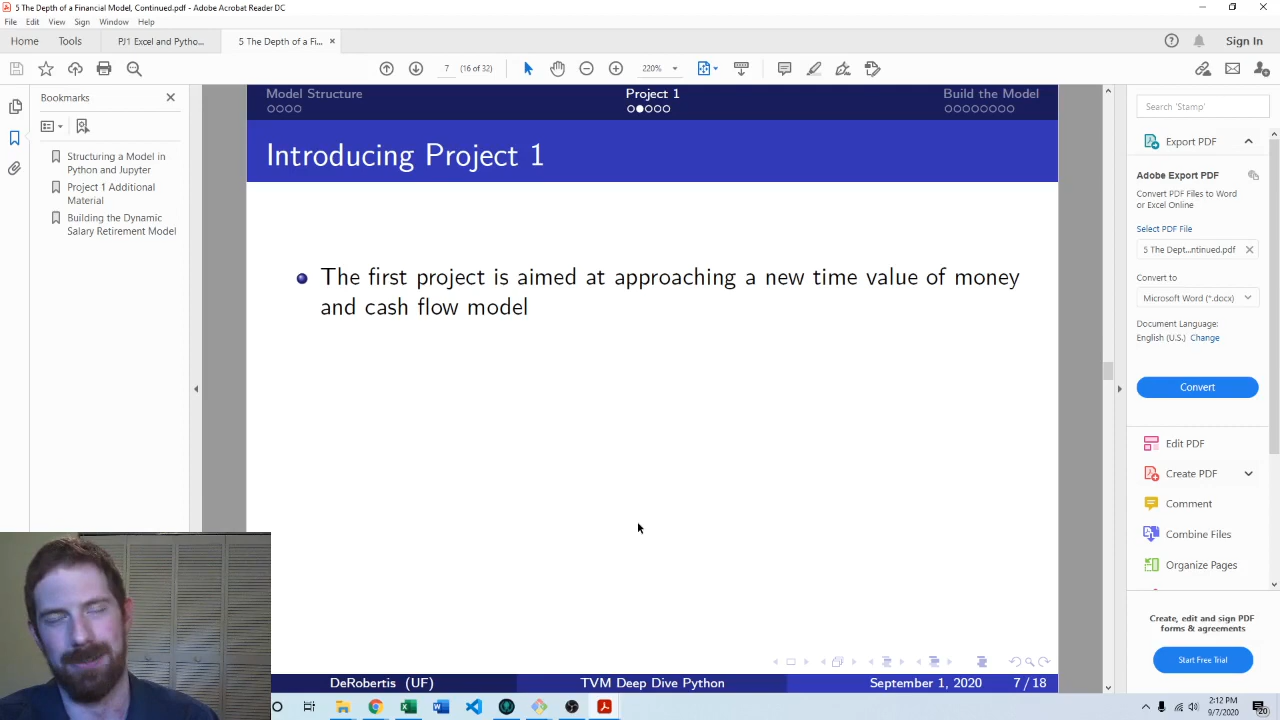 5 The Depth of a Financial Model, Continued.pdf - Adobe Acrobat Reader DC
File Edit View Sign Window Help
Home Tools PJ1 Excel and Pytho... 5 The Depth of a Fi... × Sign In
7 (16 of 32) 220%
Bookmarks
Structuring a Model in
Python and Jupyter
Project 1 Additional
Material
Building the Dynamic
Salary Retirement Model
Model Structure Project 1 Build the Model
Introducing Project 1
The first project is aimed at approaching a new time value of money
and cash flow model
DeRobertis (UF) TVM Deep Dive Python September 1, 2020 7 / 18
Search 'Stamp'
Export PDF
Adobe Export PDF
Convert PDF Files to Word
or Excel Online
Select PDF File
5 The Dept...ntinued.pdf
Convert to
Microsoft Word (*.docx)
Document Language:
English (U.S.) Change
Convert
Edit PDF
Create PDF
Comment
Combine Files
Organize Pages
Create, edit and sign PDF
forms & agreements
Start Free Trial
2:12 PM
9/7/2020
20